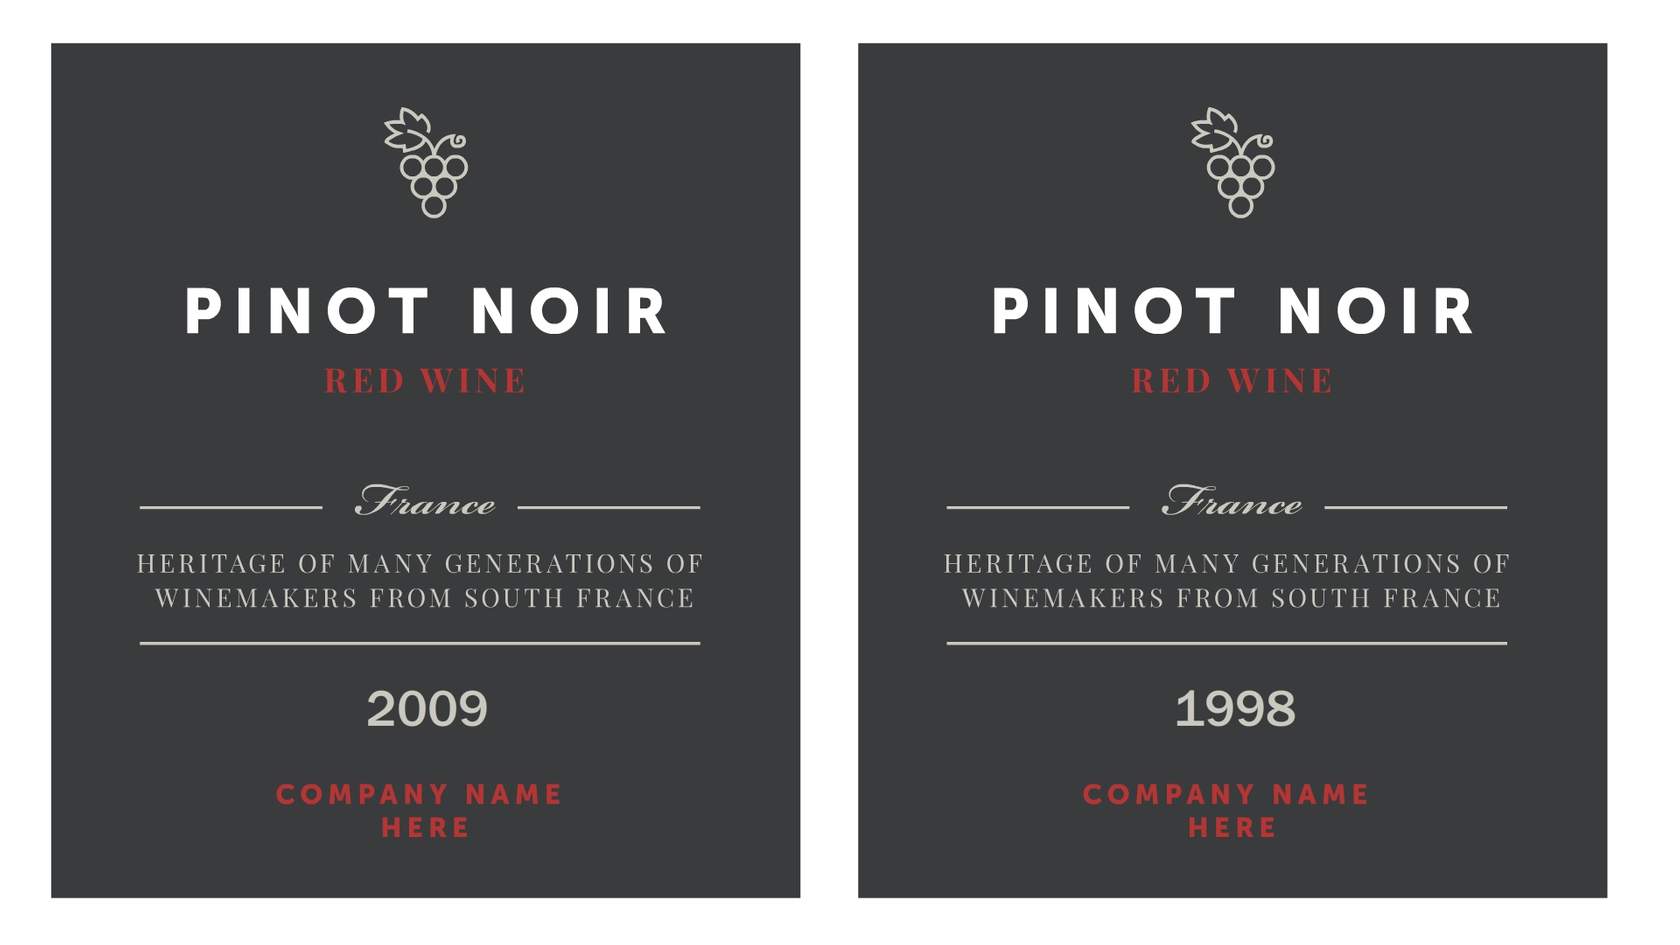 PINOT NOIR
RED WINE
France
HERITAGE OF MANY GENERATIONS OF
WINEMAKERS FROM SOUTH FRANCE
2009
COMPANY NAME
HERE
PINOT NOIR
RED WINE
France
HERITAGE OF MANY GENERATIONS OF
WINEMAKERS FROM SOUTH FRANCE
1998
COMPANY NAME
HERE